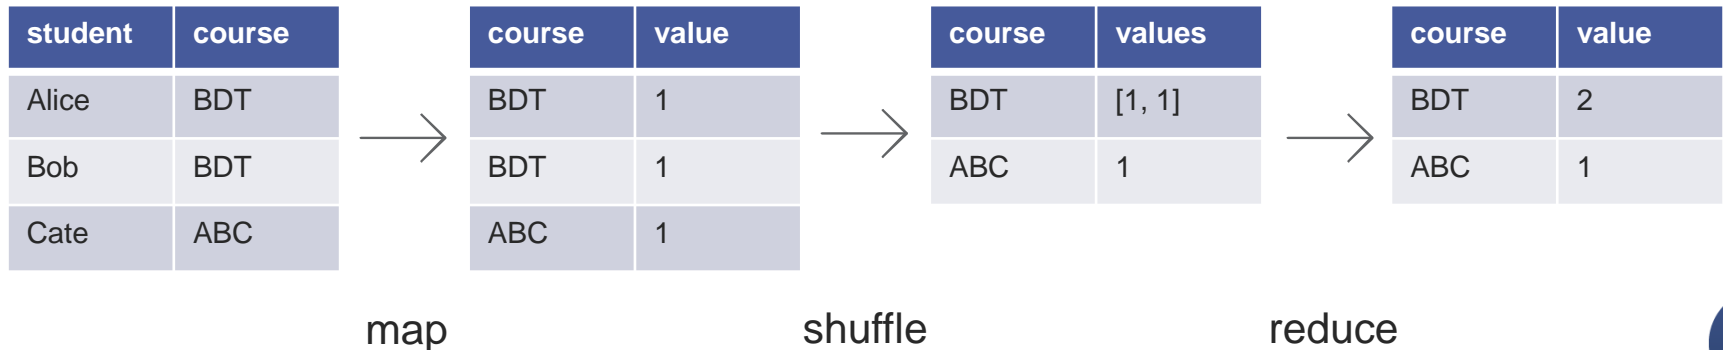 student course
Alice BDT
Bob BDT
Cate ABC
course value
BDT 1
BDT 1
ABC 1
course values
BDT [1, 1]
ABC 1
course value
BDT 2
ABC 1
map shuffle reduce